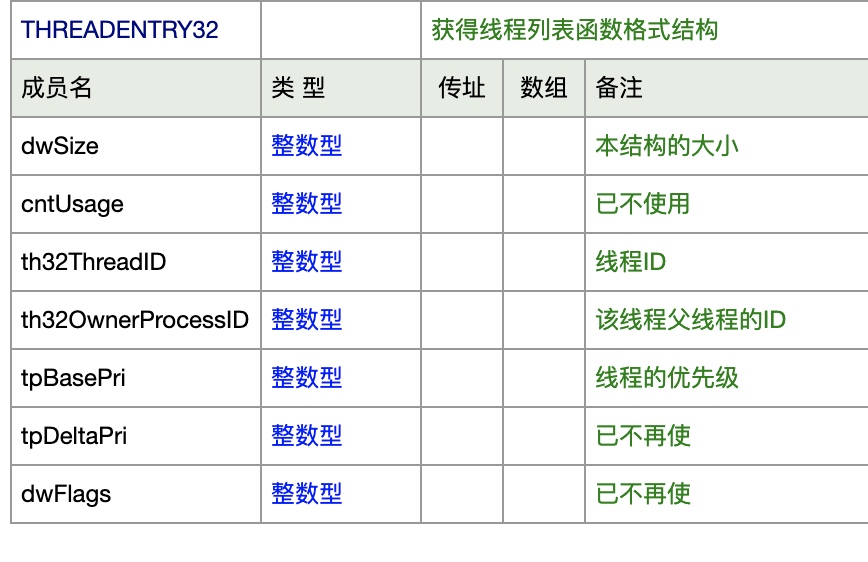 THREADENTRY32 获得线程列表函数格式结构
成员名 类 型 传址 数组 备注
dwSize 整数型 本结构的大小
cntUsage 整数型 已不使用
th32ThreadID 整数型 线程ID
th32OwnerProcessID 整数型 该线程父线程的ID
tpBasePri 整数型 线程的优先级
tpDeltaPri 整数型 已不再使
dwFlags 整数型 已不再使